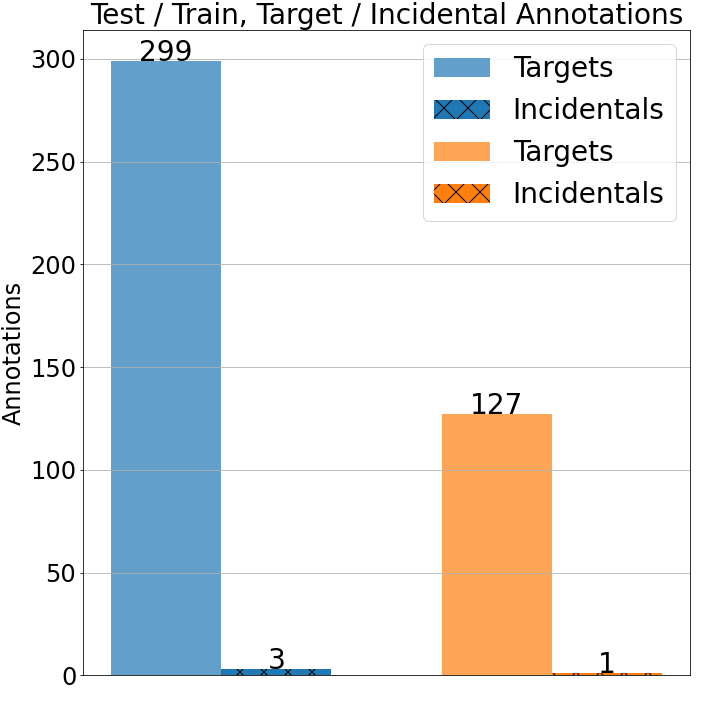 Test / Train, Target / Incidental Annotations
299
Targets
Incidentals
Targets
Incidentals
300
250
200
150
100
50
0
Annotations
127
3
1